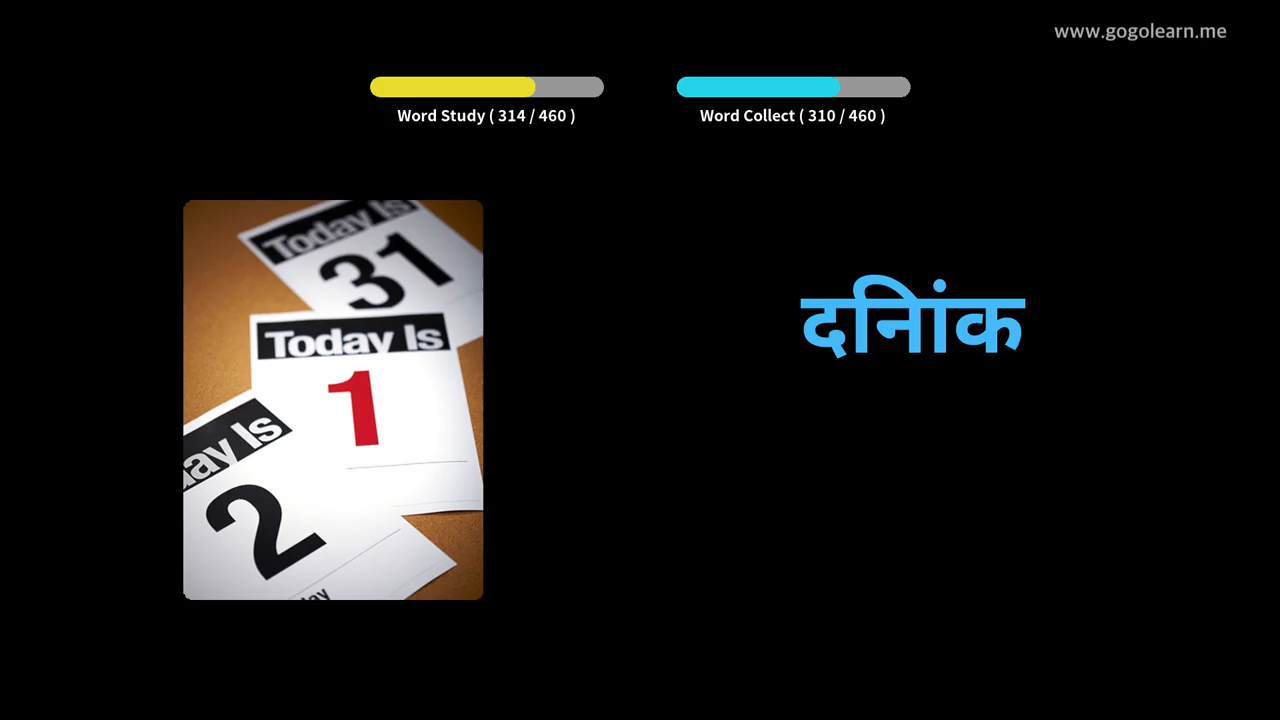 www.gogolearn.me
Word Study ( 314 / 460 )
Word Collect ( 310 / 460 )
Today Is
31
Today Is
1
ay Is
2
दनिांक